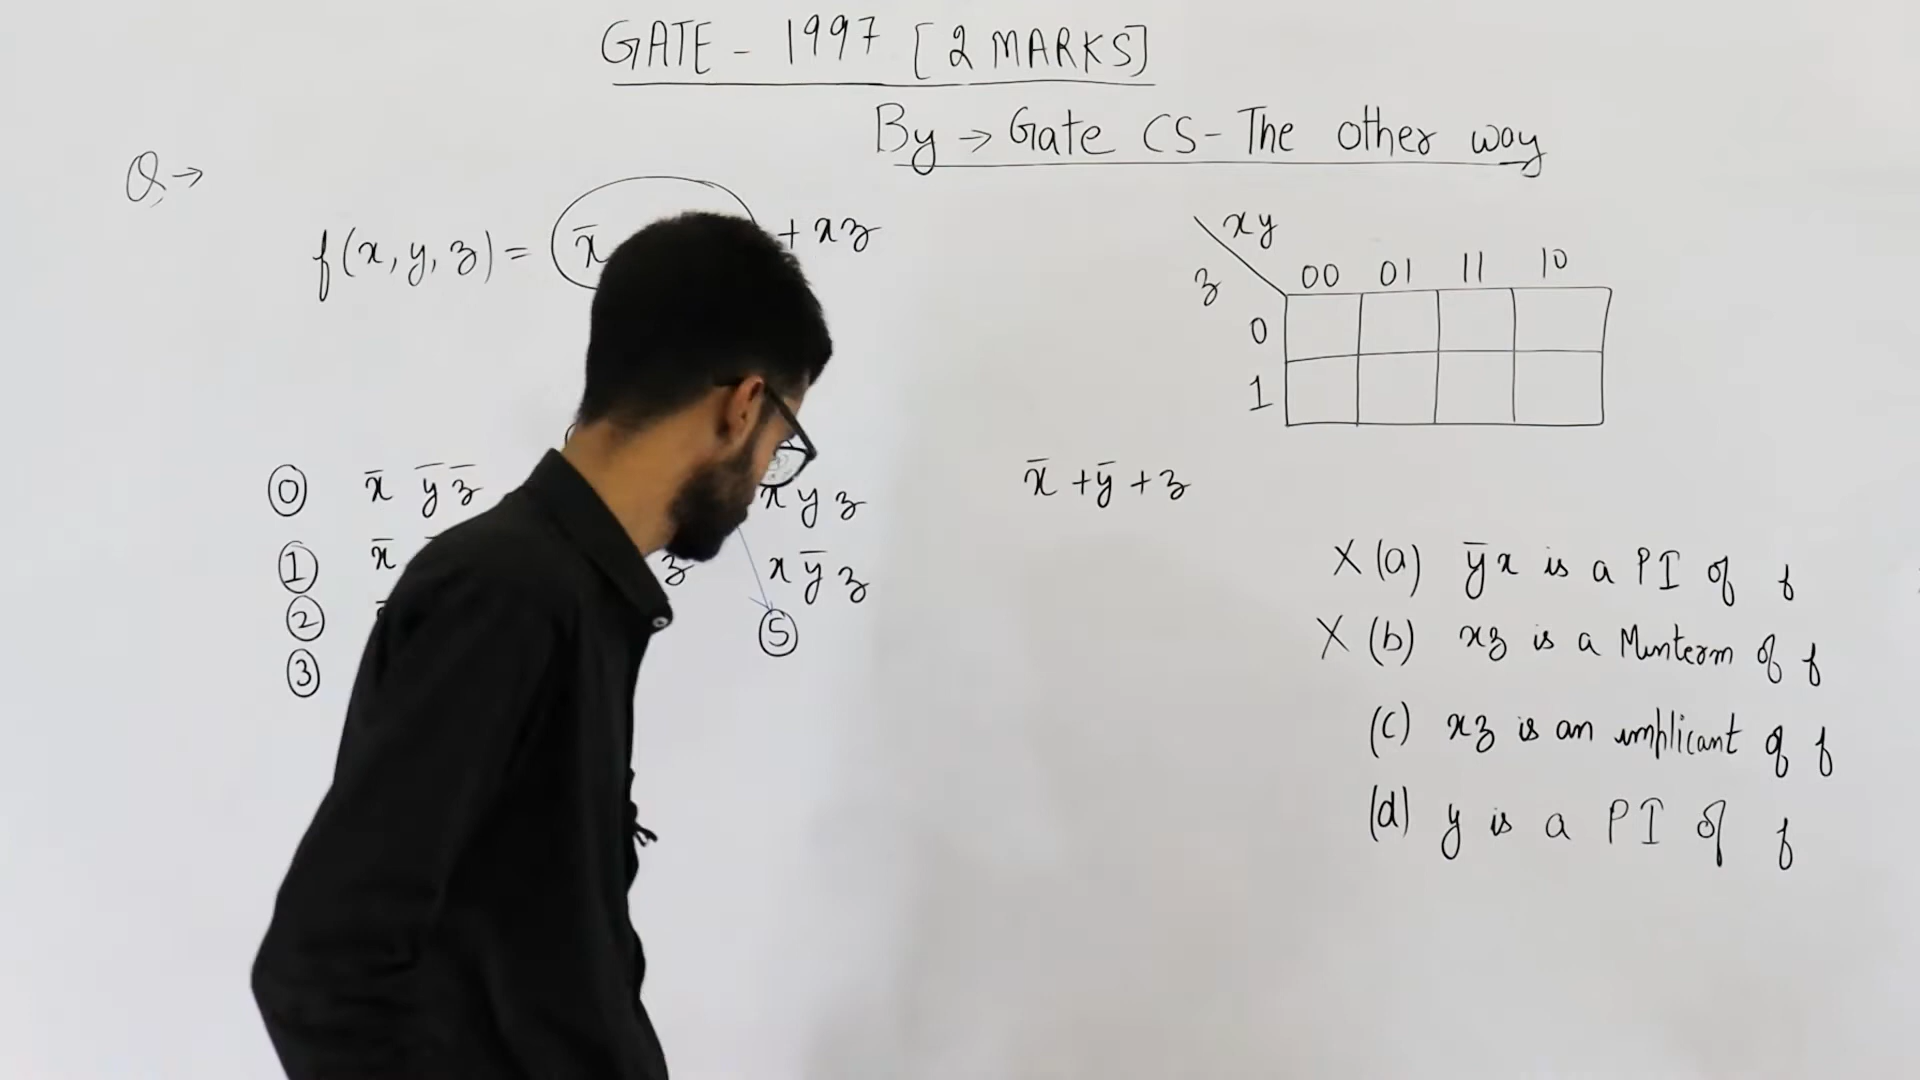 GATE - 1997 [2 MARKS]
By → Gate CS - The other way
Q →
f(x, y, z) = x̄ + xz
xy
z
00 01 11 10
0
1
0 x̄ ȳ z̄ x y z
1 x̄ z x ȳ z
2 5
3
x̄ + ȳ + z
X (a) ȳx is a PI of f
X (b) xz is a Minterm of f
(c) xz is an implicant of f
(d) y is a PI of f